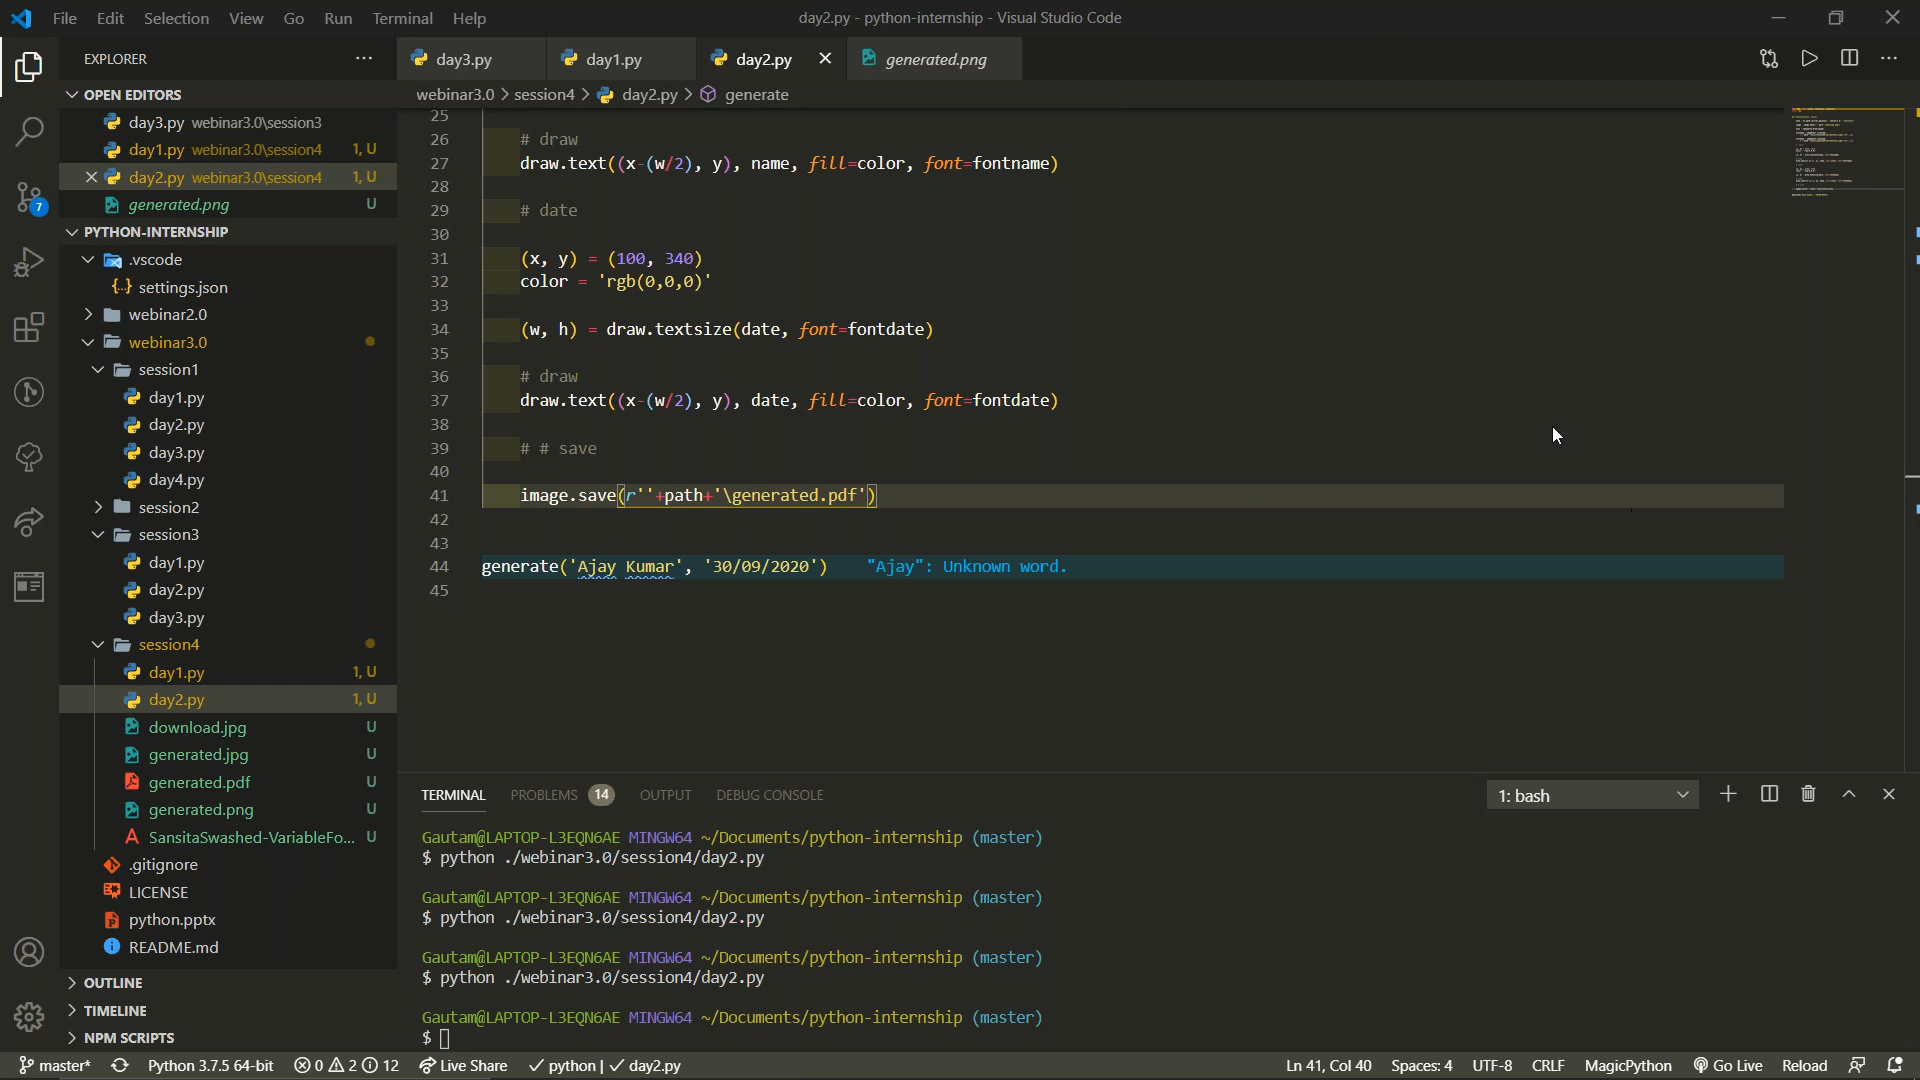 File Edit Selection View Go Run Terminal Help
day2.py - python-internship - Visual Studio Code
EXPLORER
OPEN EDITORS
day3.py webinar3.0\session3
day1.py webinar3.0\session4 1, U
day2.py webinar3.0\session4 1, U
generated.png U
PYTHON-INTERNSHIP
.vscode
{..} settings.json
webinar2.0
webinar3.0
session1
day1.py
day2.py
day3.py
day4.py
session2
session3
day1.py
day2.py
day3.py
session4
day1.py 1, U
day2.py 1, U
download.jpg U
generated.jpg U
generated.pdf U
generated.png U
SansitaSwashed-VariableFo... U
.gitignore
LICENSE
python.pptx
README.md
OUTLINE
TIMELINE
NPM SCRIPTS
7
day3.py day1.py day2.py generated.png
webinar3.0 > session4 > day2.py > generate
25
26 # draw
27 draw.text((x-(w/2), y), name, fill=color, font=fontname)
28
29 # date
30
31 (x, y) = (100, 340)
32 color = 'rgb(0,0,0)'
33
34 (w, h) = draw.textsize(date, font=fontdate)
35
36 # draw
37 draw.text((x-(w/2), y), date, fill=color, font=fontdate)
38
39 # # save
40
41 image.save(r''+path+'\generated.pdf')
42
43
44 generate('Ajay Kumar', '30/09/2020') "Ajay": Unknown word.
45
TERMINAL PROBLEMS 14 OUTPUT DEBUG CONSOLE
1: bash
Gautam@LAPTOP-L3EQN6AE MINGW64 ~/Documents/python-internship (master)
$ python ./webinar3.0/session4/day2.py
Gautam@LAPTOP-L3EQN6AE MINGW64 ~/Documents/python-internship (master)
$ python ./webinar3.0/session4/day2.py
Gautam@LAPTOP-L3EQN6AE MINGW64 ~/Documents/python-internship (master)
$ python ./webinar3.0/session4/day2.py
Gautam@LAPTOP-L3EQN6AE MINGW64 ~/Documents/python-internship (master)
$
master* Python 3.7.5 64-bit 0 2 12 Live Share python | day2.py
Ln 41, Col 40 Spaces: 4 UTF-8 CRLF MagicPython Go Live Reload